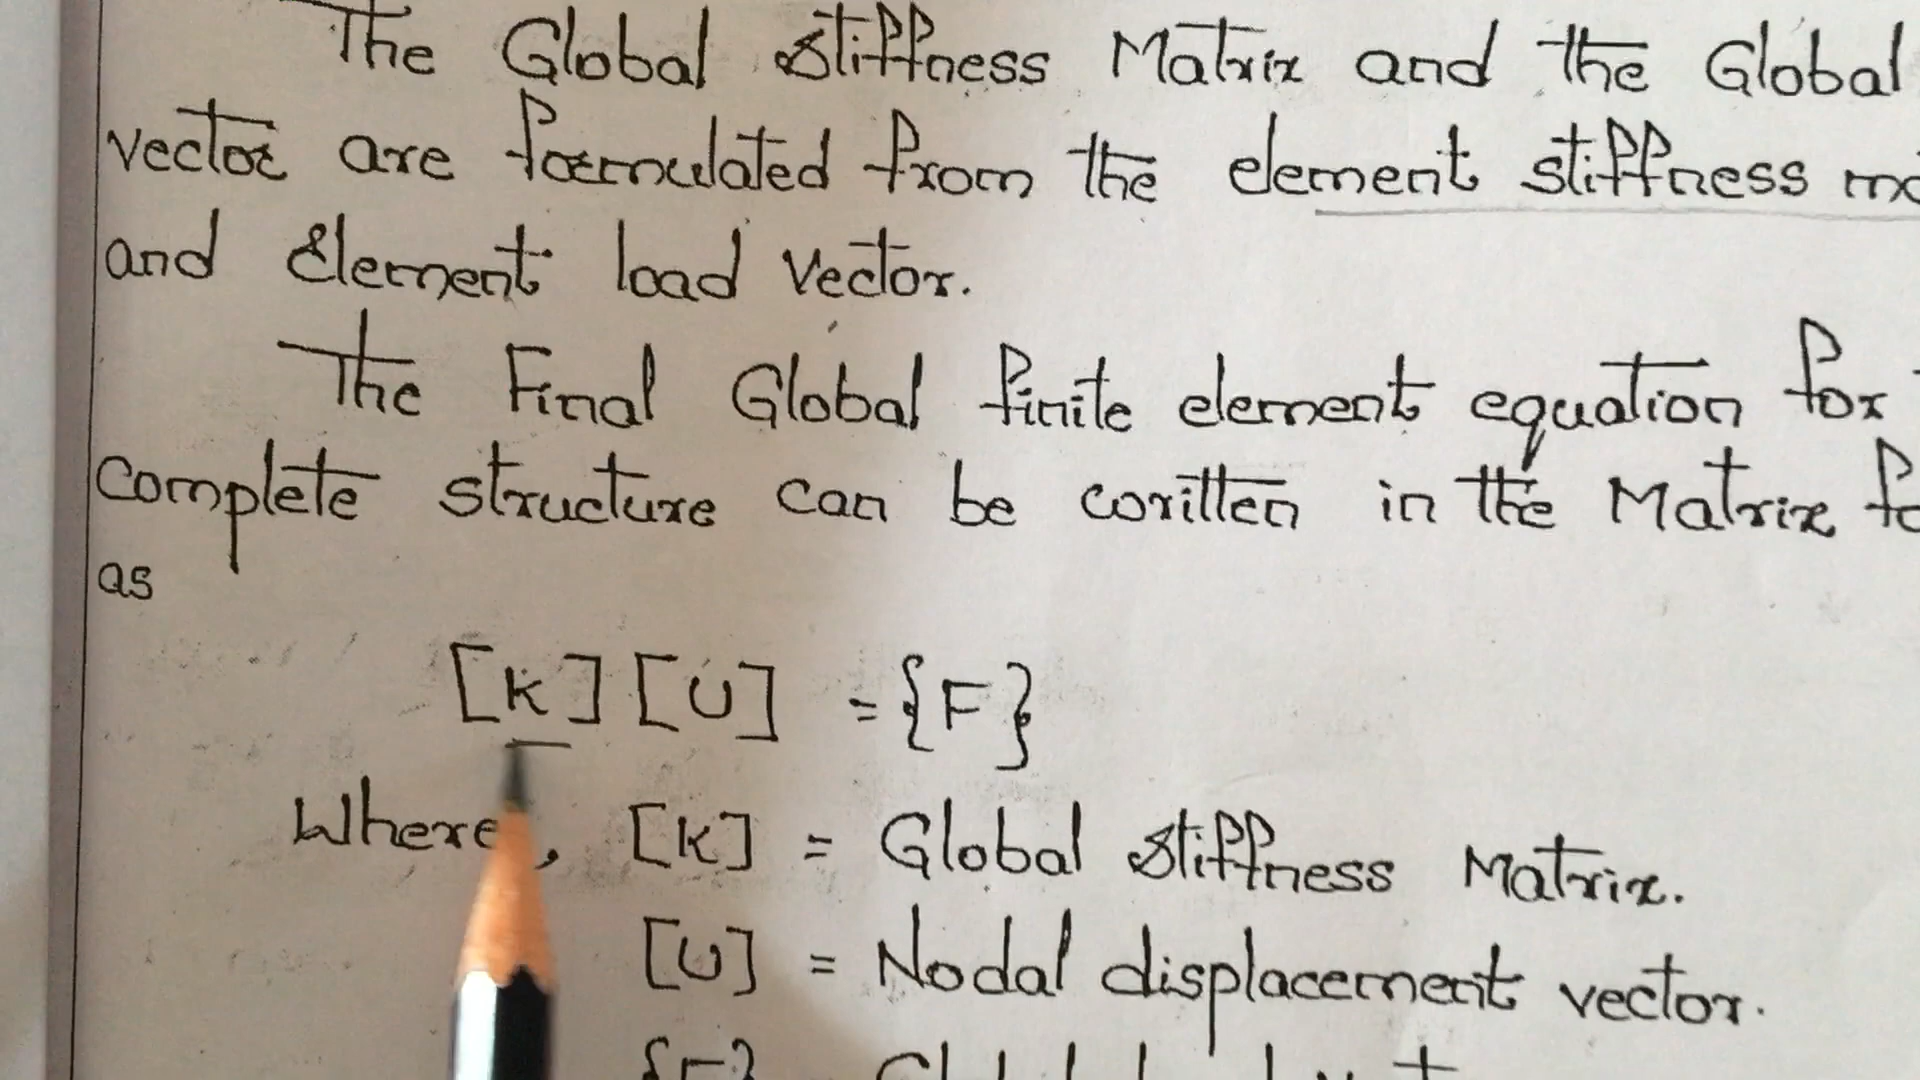 The Global Stiffness Matrix and the Global
vector are formulated from the element stiffness
and Element load vector.
The Final Global finite element equation for
complete structure can be written in the Matrix
as
[K] [U] = {F}
Where, [K] = Global Stiffness Matrix.
[U] = Nodal displacement vector.